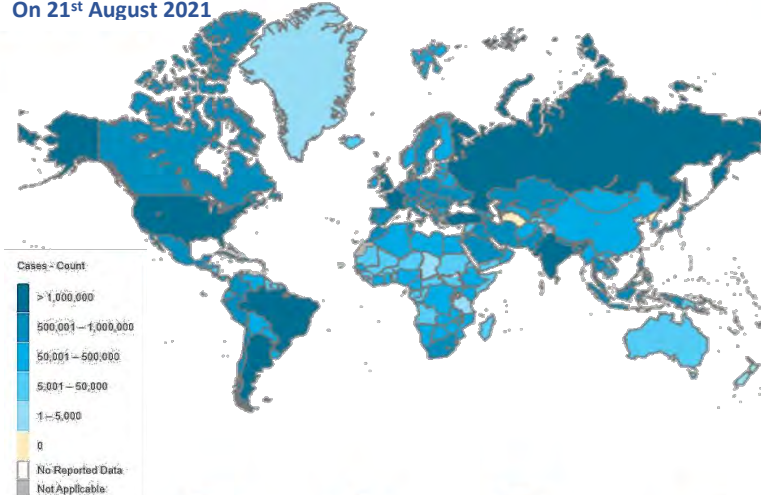 On 21st August 2021
Cases - Count
> 1,000,000
500,001 – 1,000,000
50,001 – 500,000
5,001 – 50,000
1 – 5,000
0
No Reported Data
Not Applicable